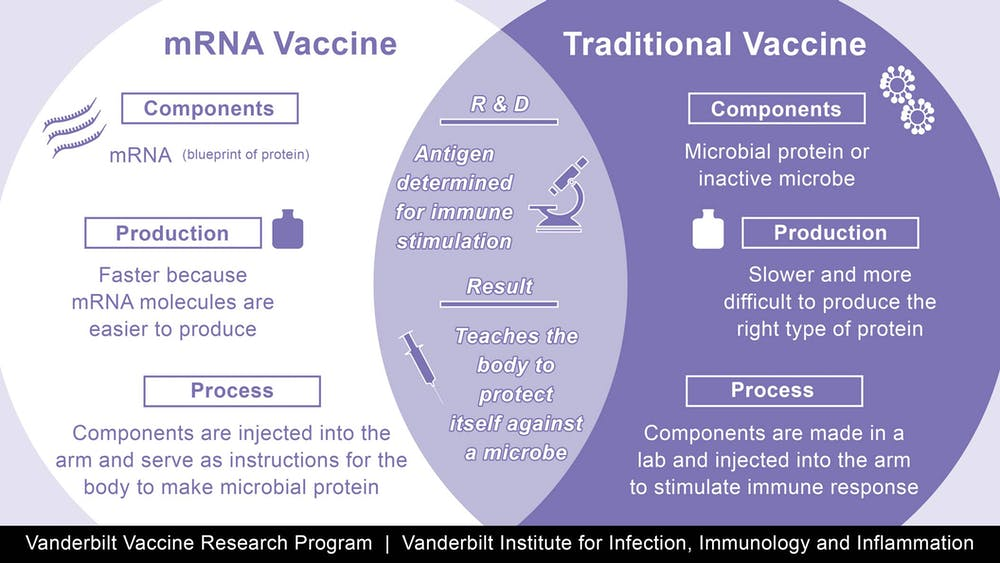 mRNA Vaccine
Components
mRNA (blueprint of protein)
Production
Faster because
mRNA molecules are
easier to produce
Process
Components are injected into the
arm and serve as instructions for the
body to make microbial protein
R & D
Antigen
determined
for immune
stimulation
Result
Teaches the
body to
protect
itself against
a microbe
Traditional Vaccine
Components
Microbial protein or
inactive microbe
Production
Slower and more
difficult to produce the
right type of protein
Process
Components are made in a
lab and injected into the arm
to stimulate immune response
Vanderbilt Vaccine Research Program | Vanderbilt Institute for Infection, Immunology and Inflammation